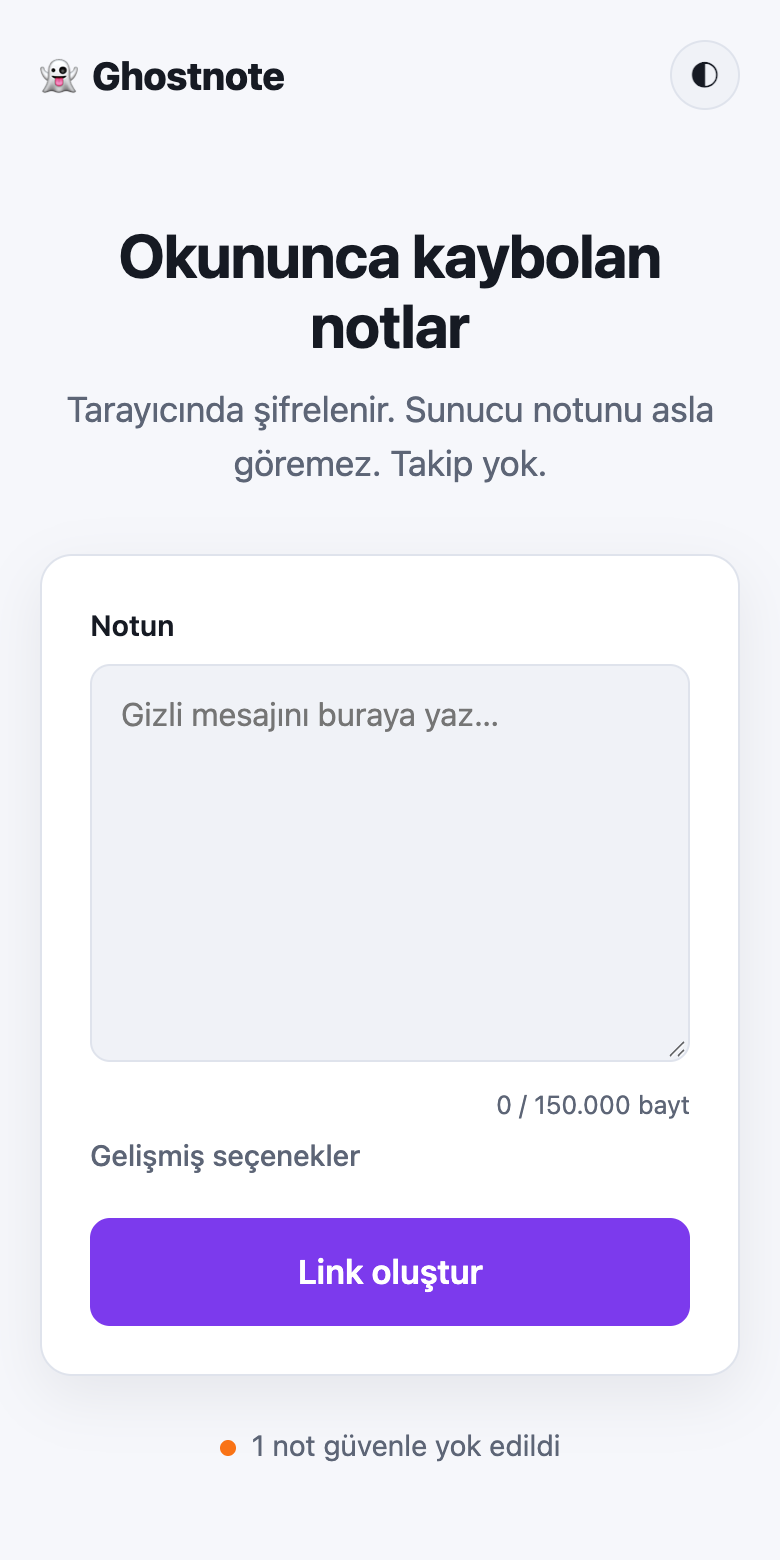 Ghostnote
Okununca kaybolan
notlar
Tarayıcında şifrelenir. Sunucu notunu asla
göremez. Takip yok.
Notun
Gizli mesajını buraya yaz...
0 / 150.000 bayt
Gelişmiş seçenekler
Link oluştur
1 not güvenle yok edildi